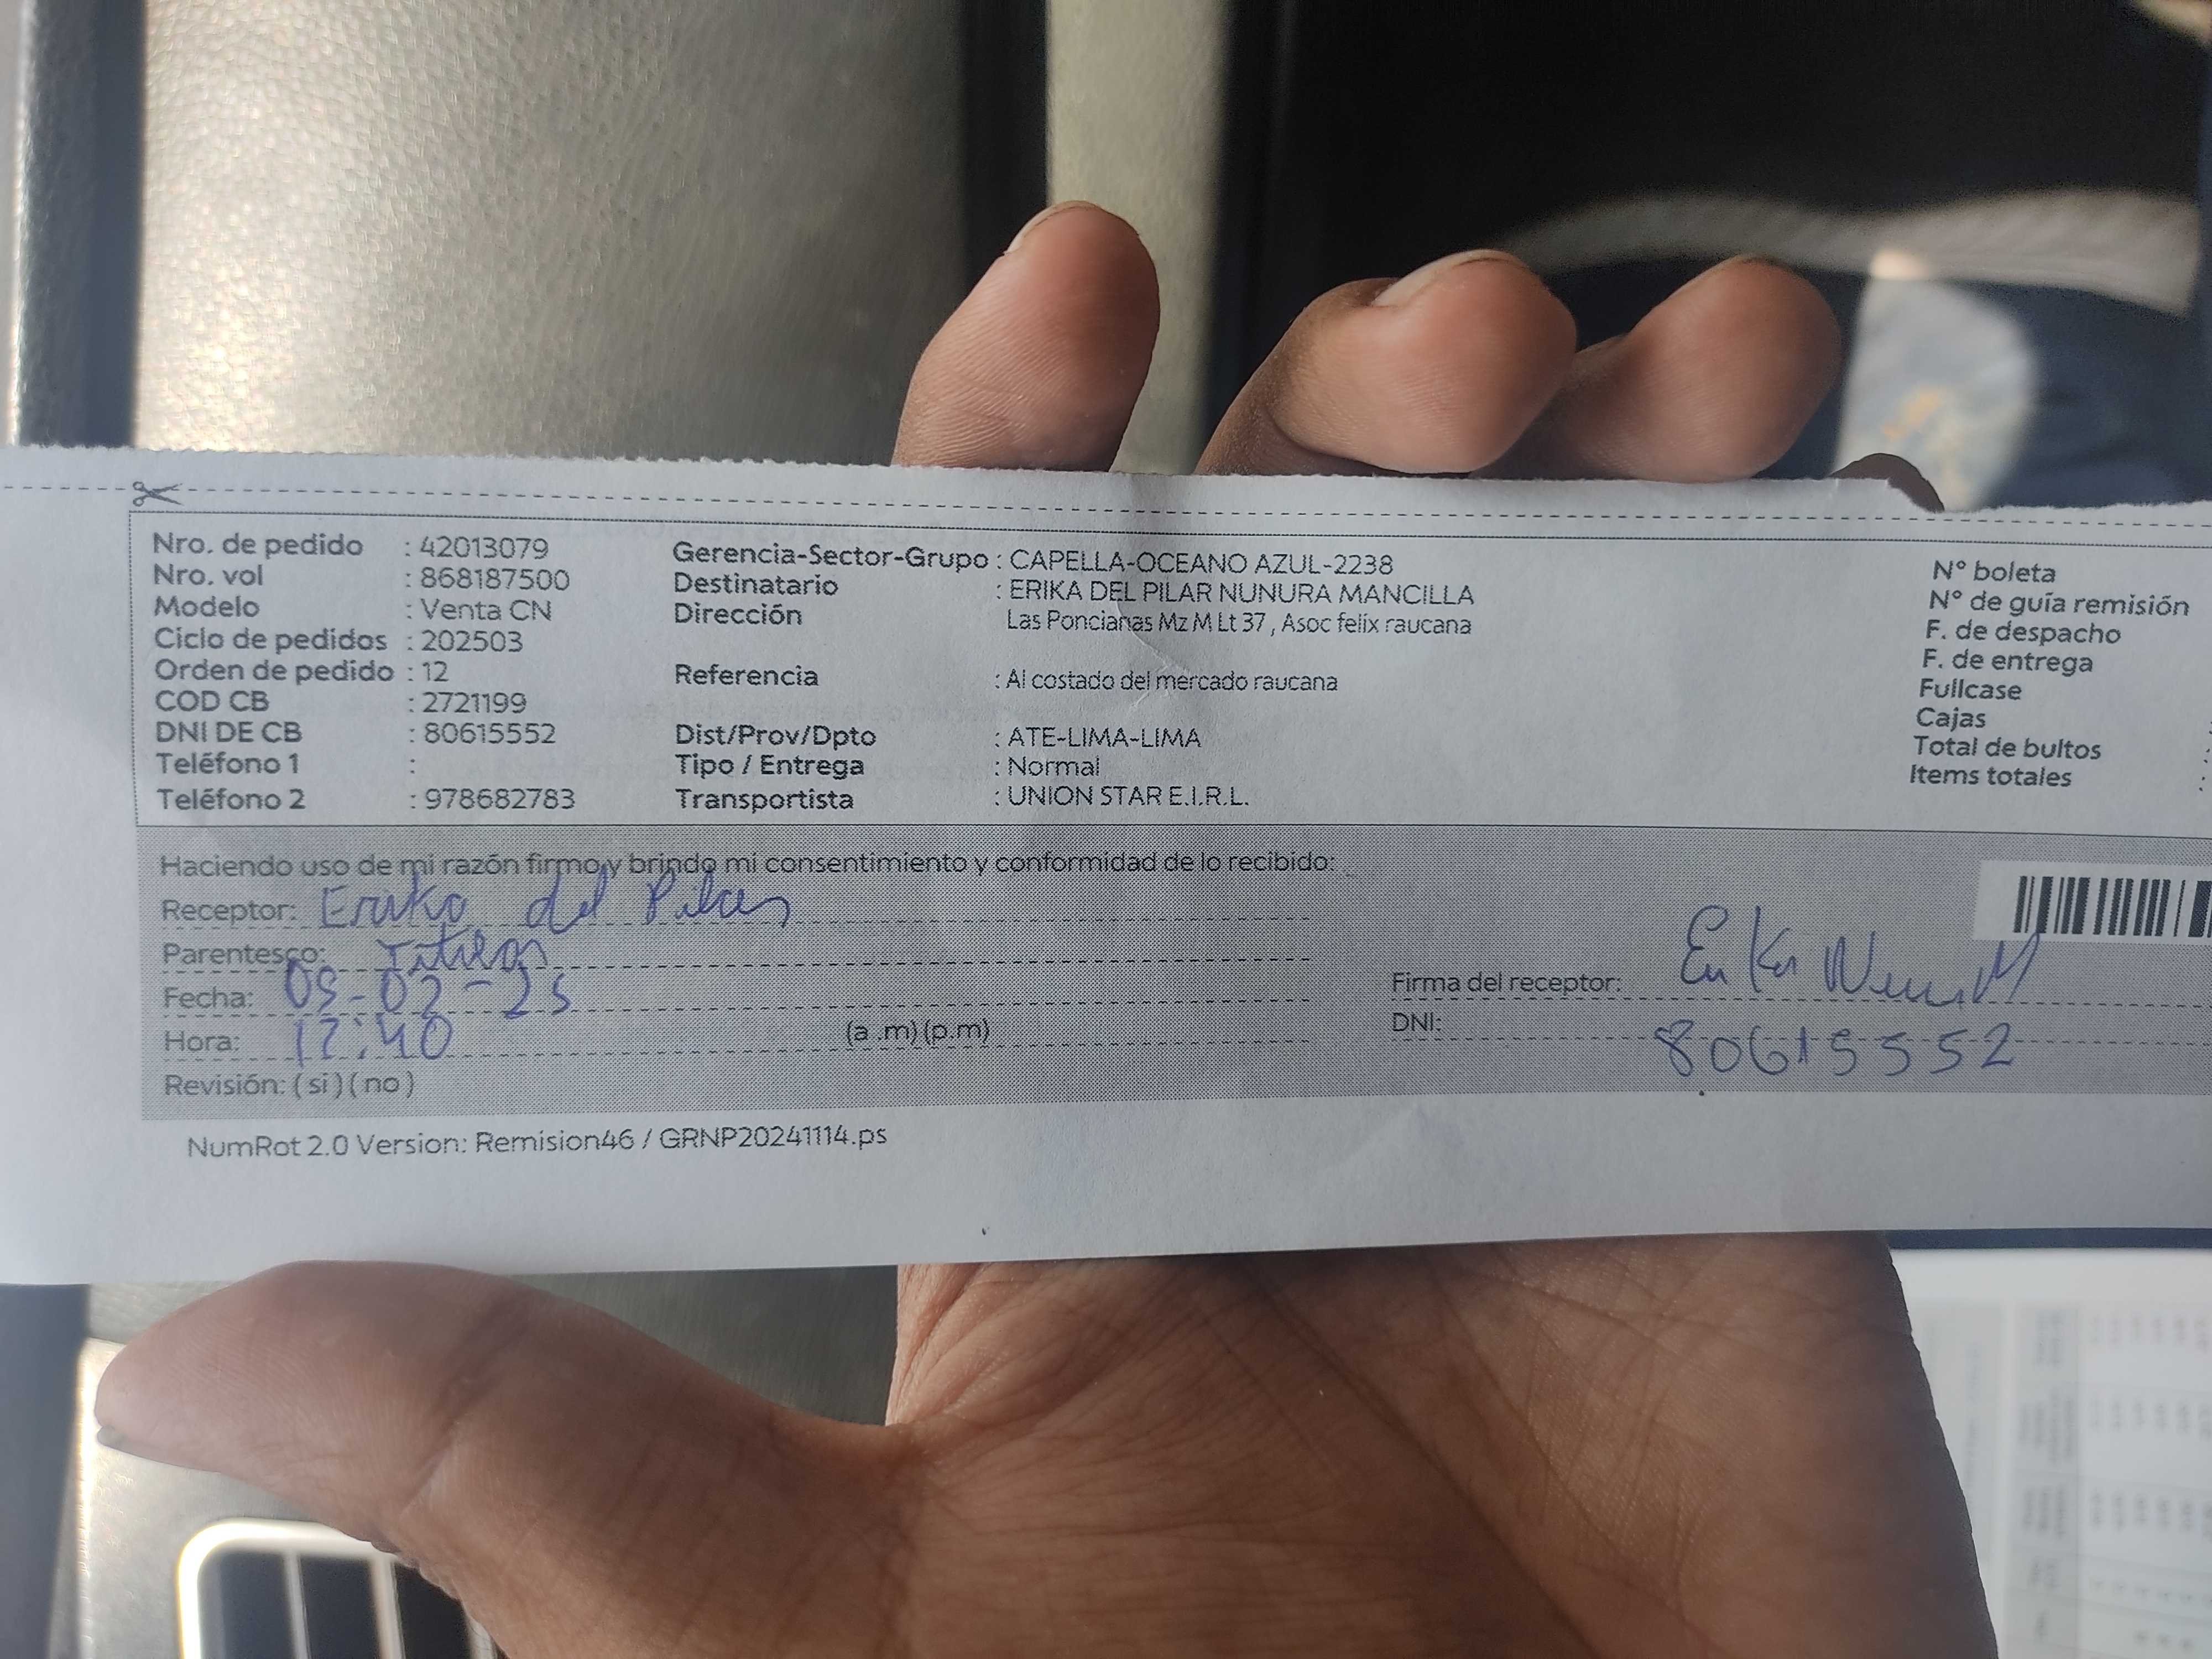 Nro. de pedido : 42013079
Nro. vol : 868187500
Modelo : Venta CN
Ciclo de pedidos : 202503
Orden de pedido : 12
COD CB : 2721199
DNI DE CB : 80615552
Teléfono 1 :
Teléfono 2 : 978682783
Gerencia-Sector-Grupo : CAPELLA-OCEANO AZUL-2238
Destinatario : ERIKA DEL PILAR NUNURA MANCILLA
Dirección Las Poncianas Mz M Lt 37 , Asoc felix raucana
Referencia : Al costado del mercado raucana
Dist/Prov/Dpto : ATE-LIMA-LIMA
Tipo / Entrega : Normal
Transportista : UNION STAR E.I.R.L.
N° boleta
N° de guía remisión
F. de despacho
F. de entrega
Fullcase
Cajas
Total de bultos :
Items totales :
Haciendo uso de mi razón firmo y brindo mi consentimiento y conformidad de lo recibido:
Receptor: Erika del Pilar
Parentesco: titular
Fecha: 05-02-25
Hora: 12:40 (a .m) (p.m)
Revisión: ( si ) ( no )
Firma del receptor: Erika Nunu M
DNI: 80615552
NumRot 2.0 Version: Remision46 / GRNP20241114.ps